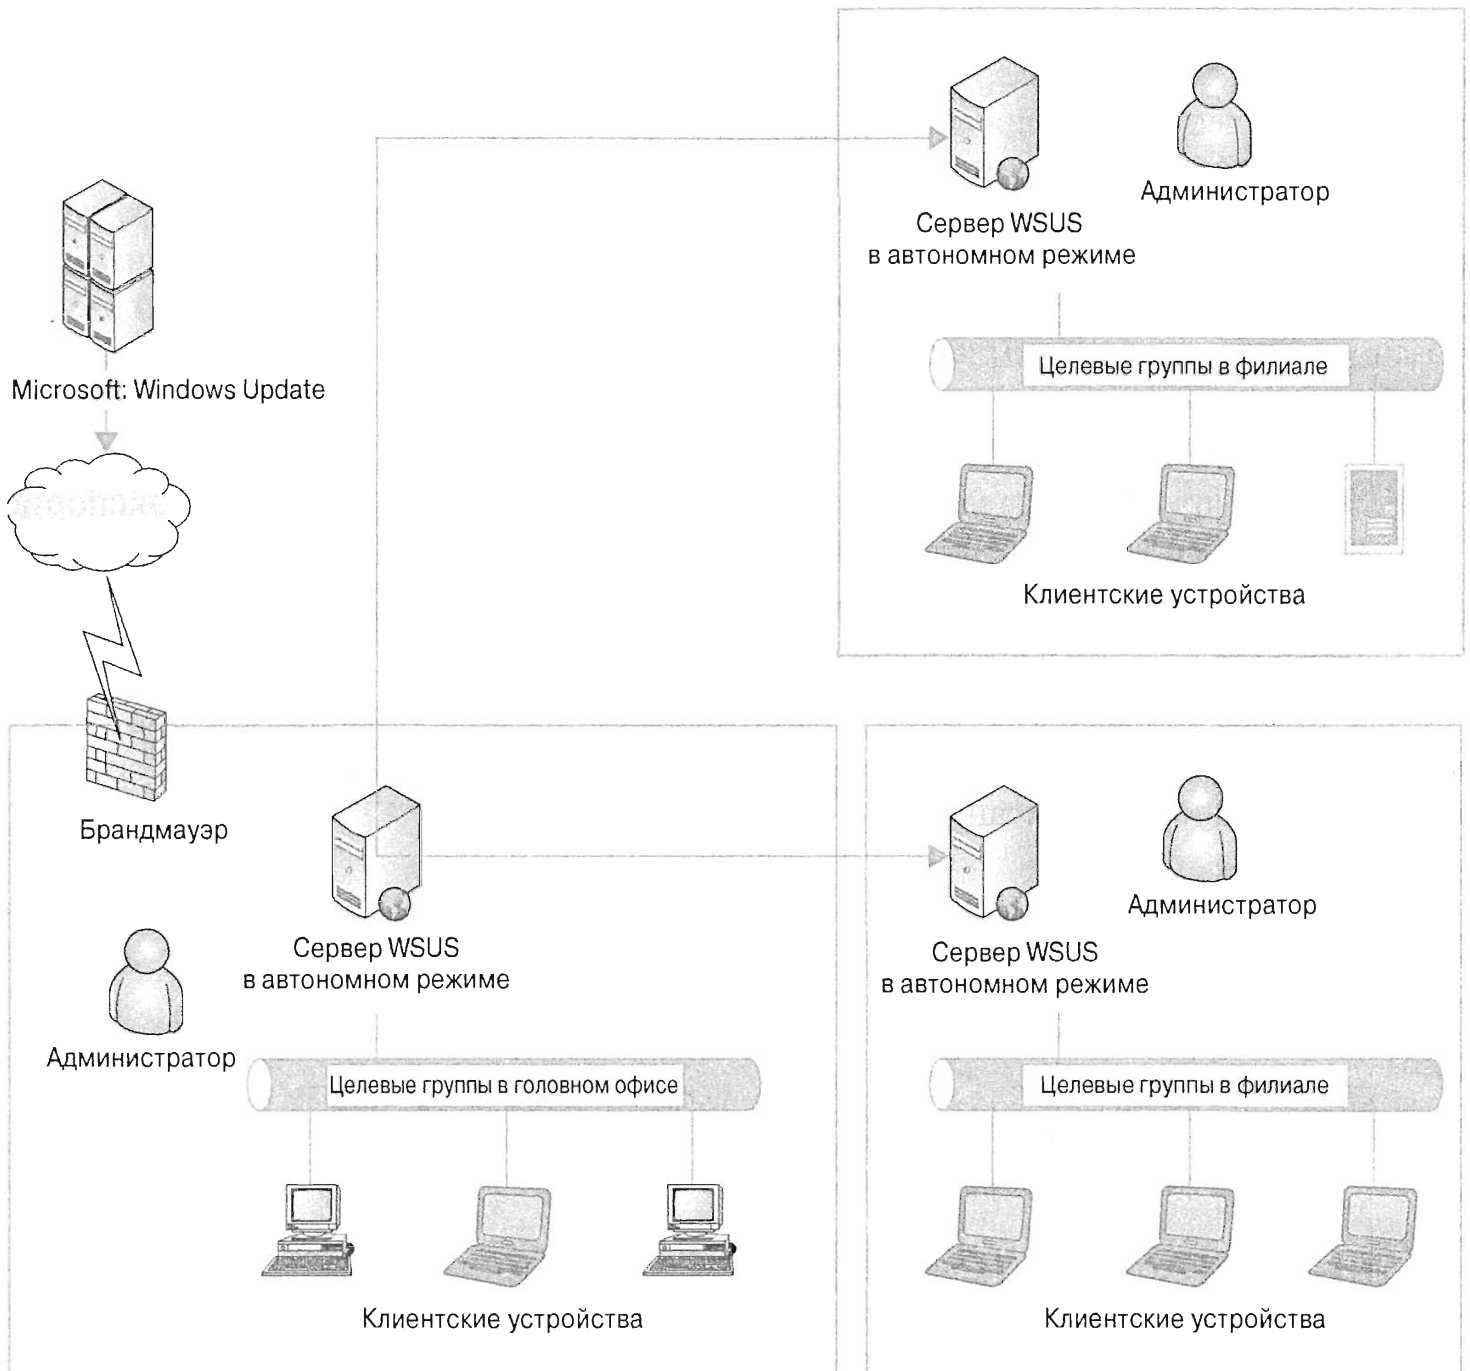 Администратор
Сервер WSUS
в автономном режиме
Целевые группы в филиале
Клиентские устройства
Microsoft: Windows Update
Брандмауэр
Сервер WSUS
в автономном режиме
Администратор
Целевые группы в головном офисе
Клиентские устройства
Администратор
Сервер WSUS
в автономном режиме
Целевые группы в филиале
Клиентские устройства